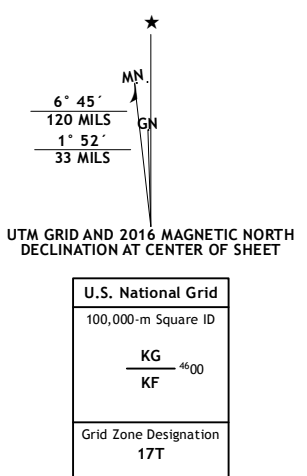 MN
6° 45´
120 MILS
GN
1° 52´
33 MILS
UTM GRID AND 2016 MAGNETIC NORTH
DECLINATION AT CENTER OF SHEET
U.S. National Grid
100,000-m Square ID
KG
4600
KF
Grid Zone Designation
17T